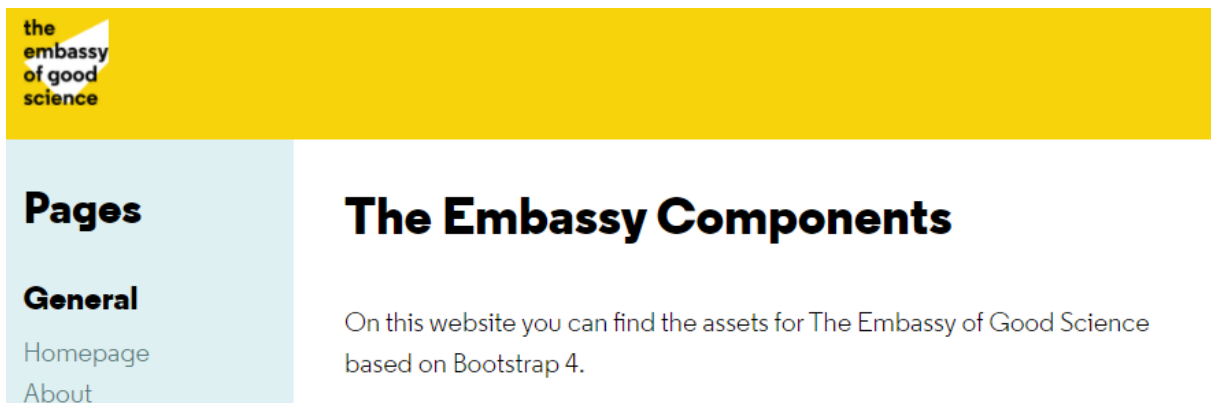 the
embassy
of good
science
Pages
General
Homepage
About
The Embassy Components
On this website you can find the assets for The Embassy of Good Science
based on Bootstrap 4.